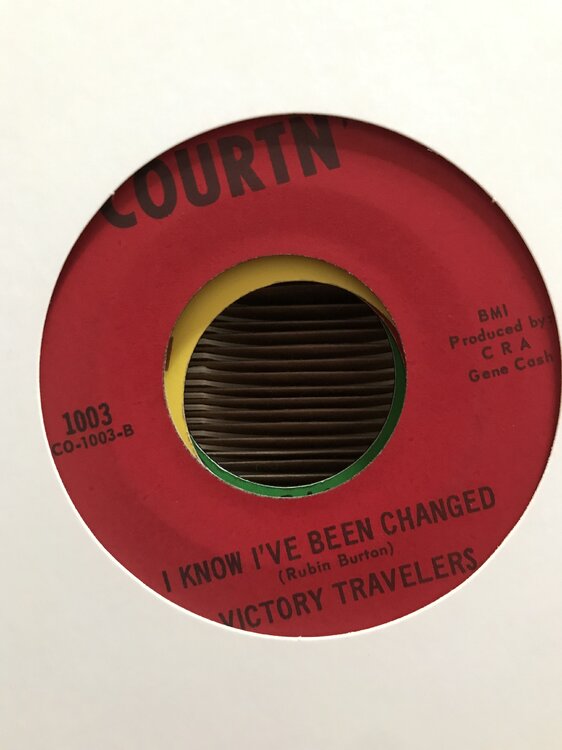 COURTN'
BMI
Produced by:
C R A
Gene Cash
1003
CO-1003-B
I KNOW I'VE BEEN CHANGED
(Rubin Burton)
VICTORY TRAVELERS